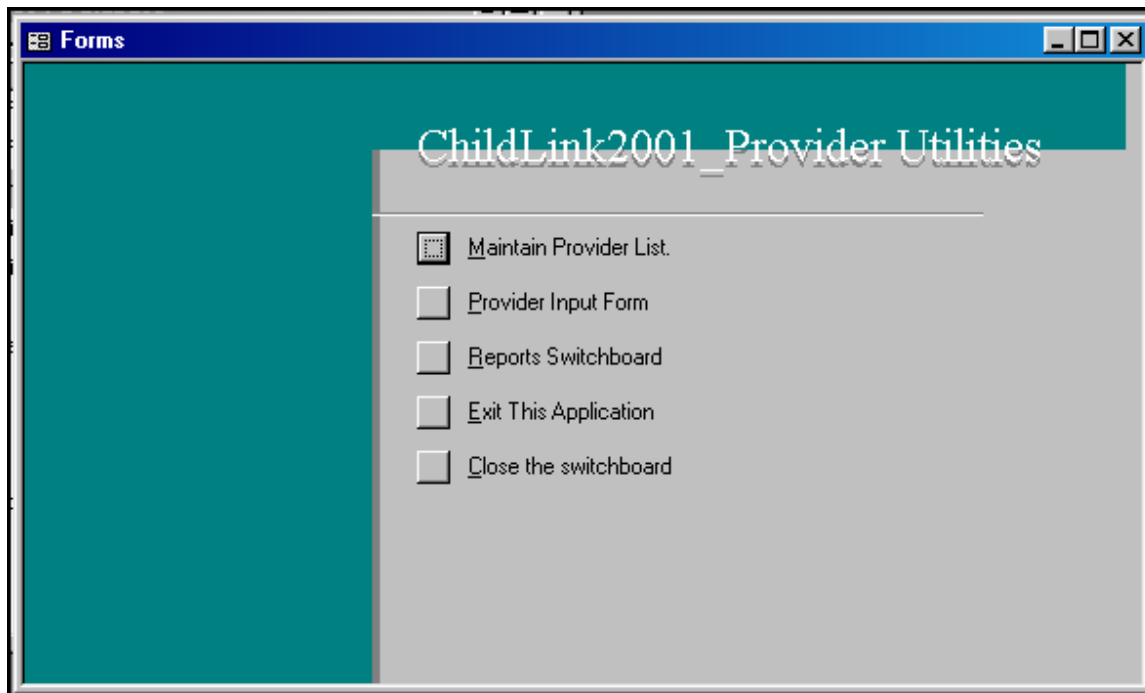 Forms
ChildLink2001_Provider Utilities
Maintain Provider List.
Provider Input Form
Reports Switchboard
Exit This Application
Close the switchboard